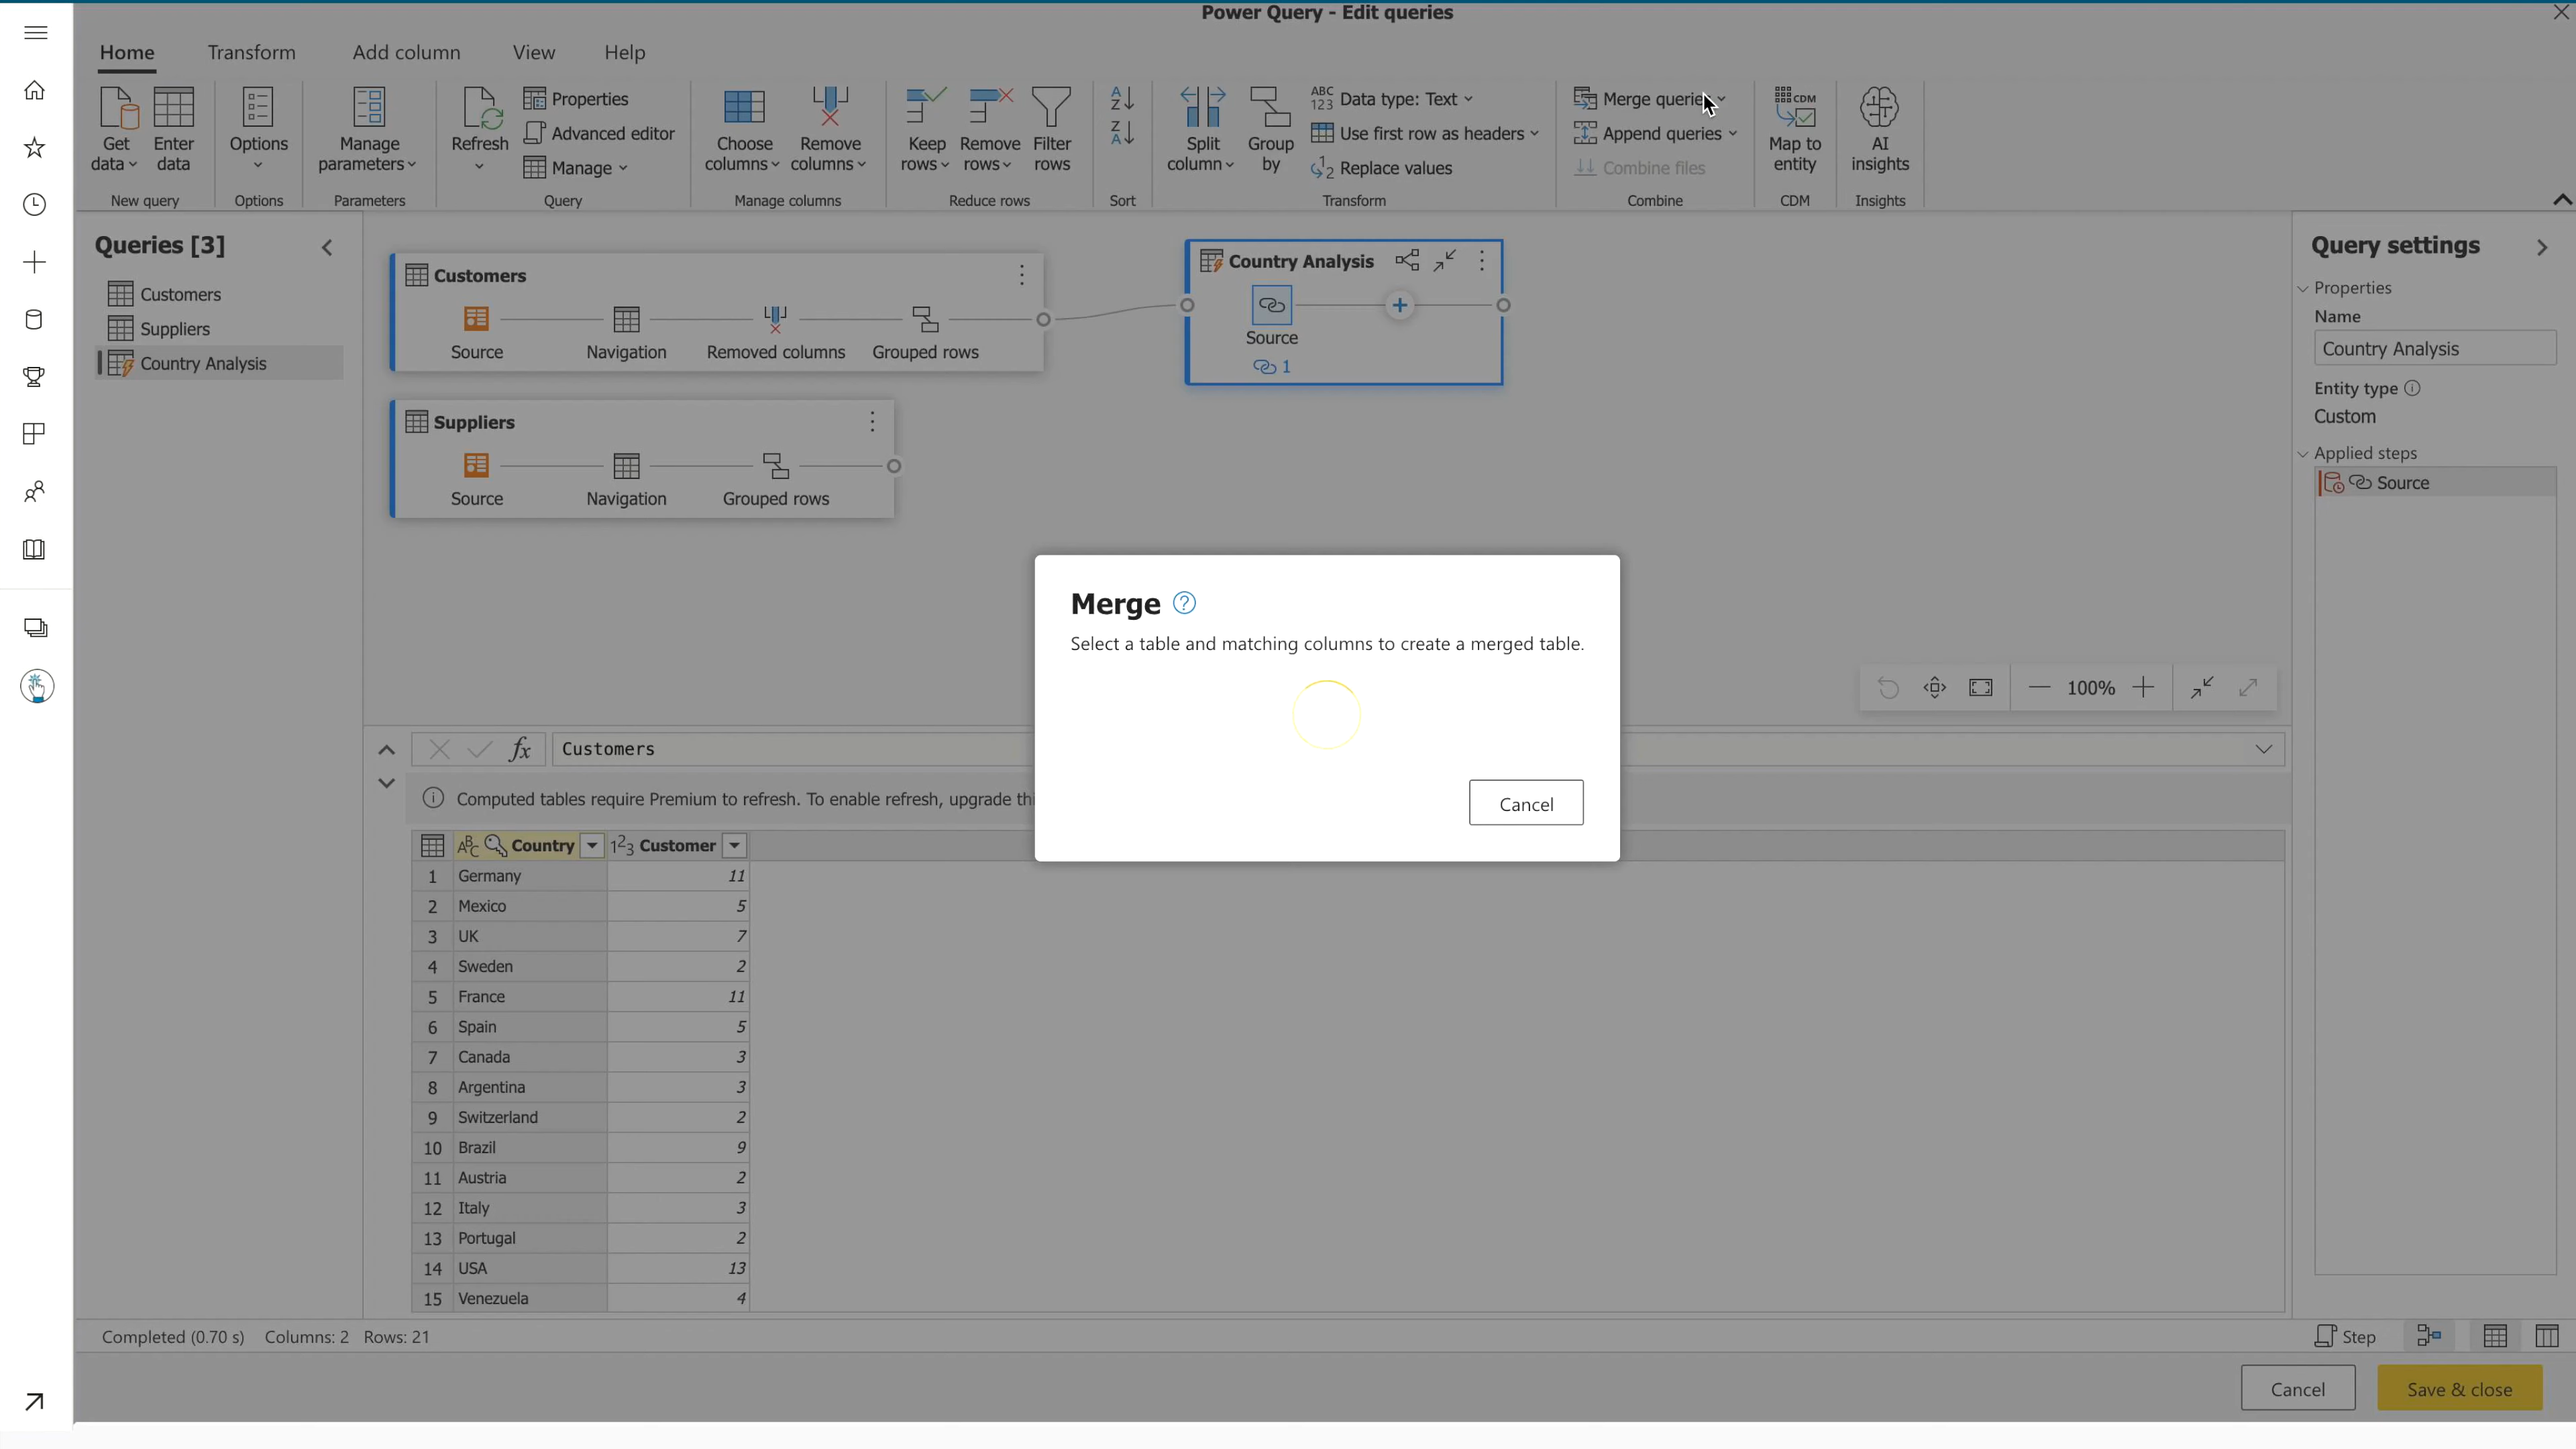 Power Query - Edit queries
Home Transform Add column View Help
Get data
Enter data
New query
Options
Options
Manage parameters
Parameters
Refresh
Properties
Advanced editor
Manage
Query
Choose columns
Remove columns
Manage columns
Keep rows
Remove rows
Filter rows
Reduce rows
Sort
Split column
Group by
Data type: Text
Use first row as headers
Replace values
Transform
Merge queries
Append queries
Combine files
Combine
Map to entity
CDM
AI insights
Insights
Queries [3]
Customers
Suppliers
Country Analysis
Customers
Source Navigation Removed columns Grouped rows
Suppliers
Source Navigation Grouped rows
Country Analysis
Source
1
Query settings
Properties
Name
Country Analysis
Entity type
Custom
Applied steps
Source
Merge
Select a table and matching columns to create a merged table.
Cancel
100%
fx Customers
Computed tables require Premium to refresh. To enable refresh, upgrade
Country Customer
1 Germany 11
2 Mexico 5
3 UK 7
4 Sweden 2
5 France 11
6 Spain 5
7 Canada 3
8 Argentina 3
9 Switzerland 2
10 Brazil 9
11 Austria 2
12 Italy 3
13 Portugal 2
14 USA 13
15 Venezuela 4
Completed (0.70 s) Columns: 2 Rows: 21
Step
Cancel Save & close